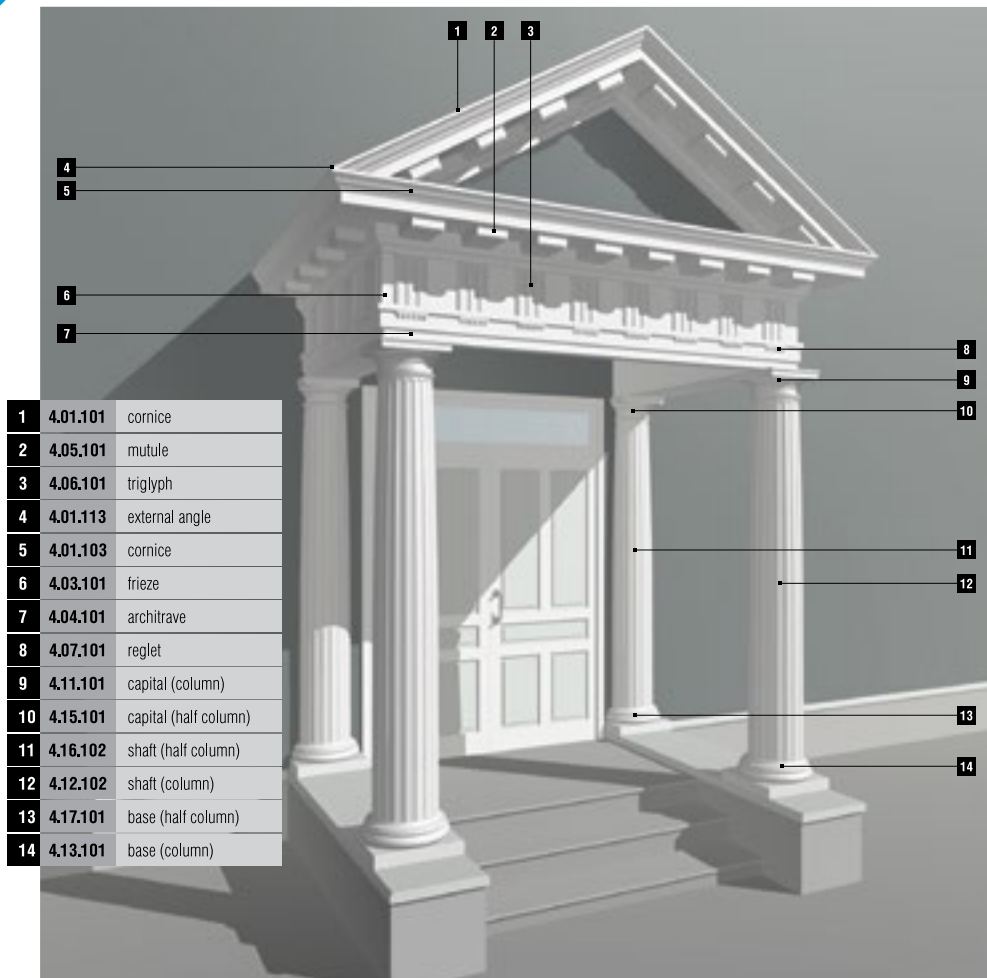 1 2 3
4
5
6
7
8
9
10
11
12
13
14
1 4.01.101 cornice
2 4.05.101 mutule
3 4.06.101 triglyph
4 4.01.113 external angle
5 4.01.103 cornice
6 4.03.101 frieze
7 4.04.101 architrave
8 4.07.101 reglet
9 4.11.101 capital (column)
10 4.15.101 capital (half column)
11 4.16.102 shaft (half column)
12 4.12.102 shaft (column)
13 4.17.101 base (half column)
14 4.13.101 base (column)